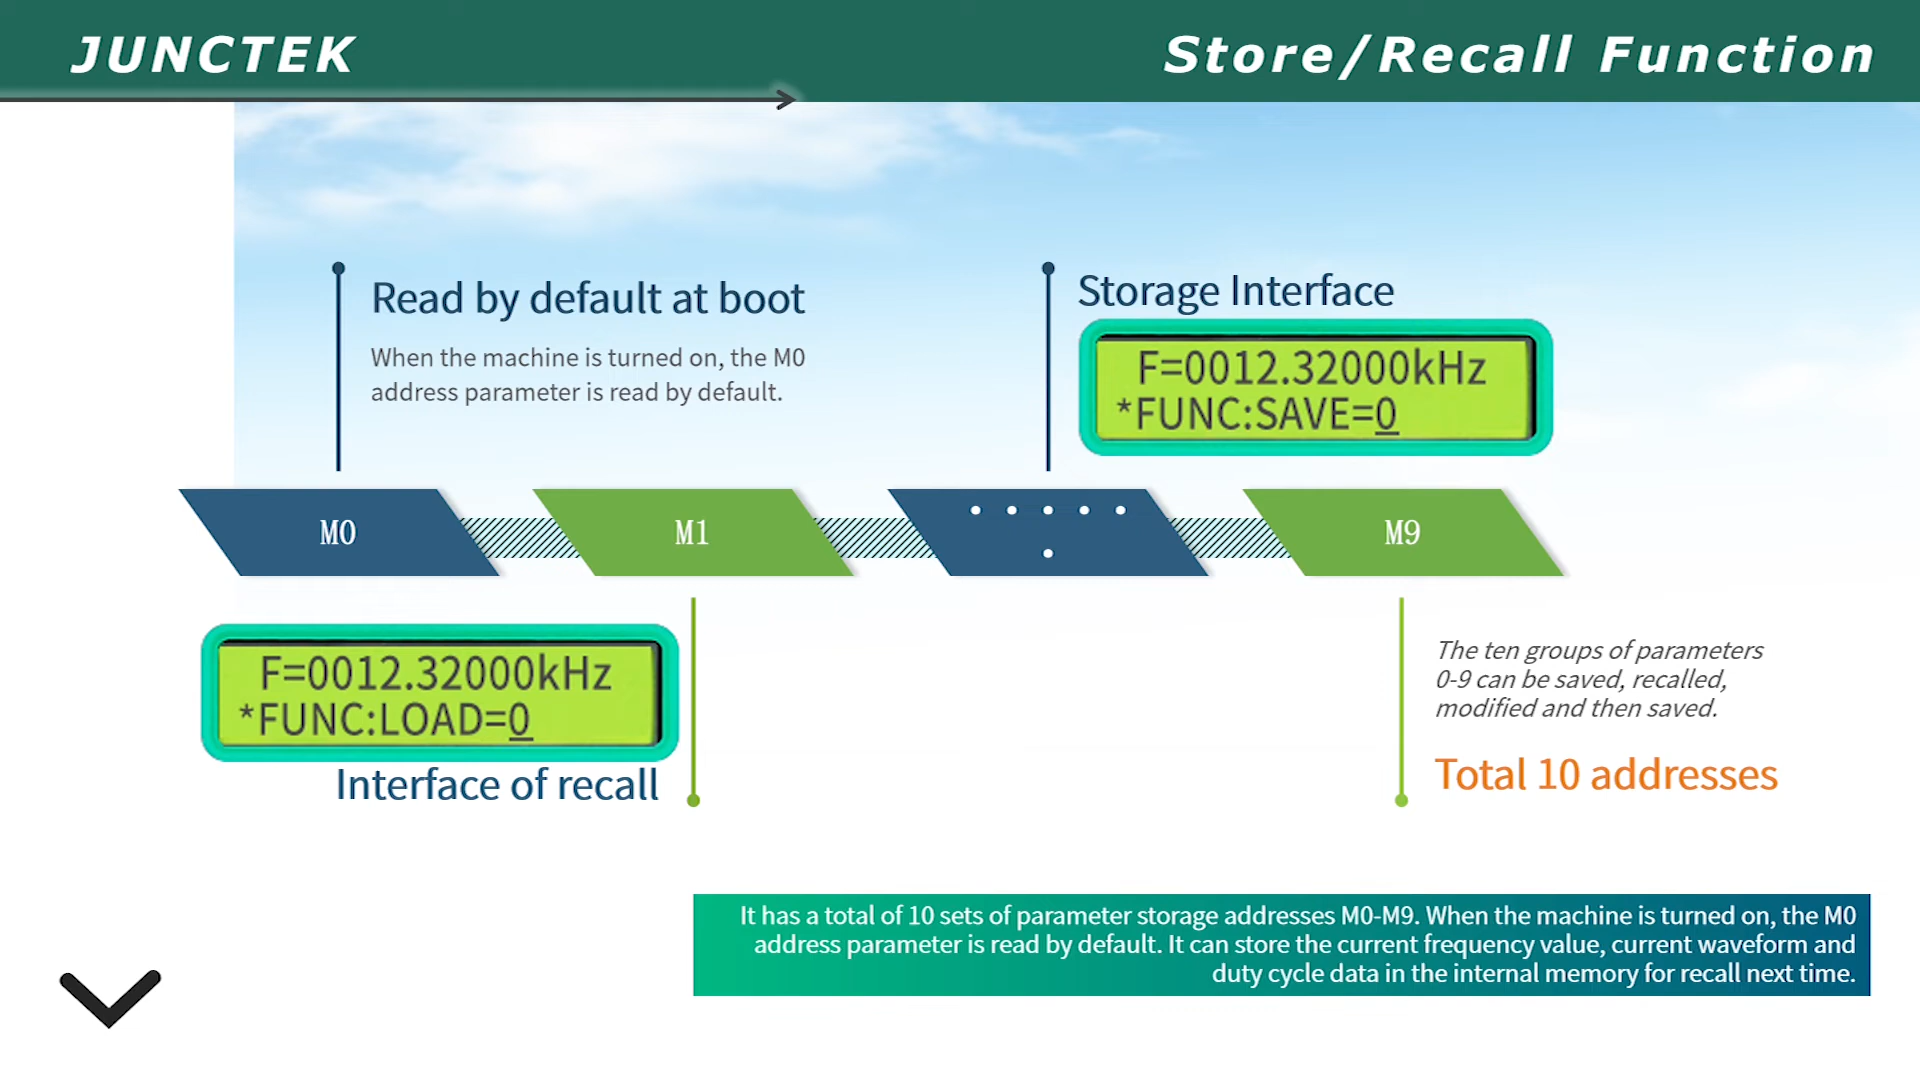 JUNCTEK
Store/Recall Function
Read by default at boot
When the machine is turned on, the M0
address parameter is read by default.
Storage Interface
F=0012.32000kHz
*FUNC:SAVE=0
M0
M1
......
M9
F=0012.32000kHz
*FUNC:LOAD=0
Interface of recall
The ten groups of parameters
0-9 can be saved, recalled,
modified and then saved.
Total 10 addresses
It has a total of 10 sets of parameter storage addresses M0-M9. When the machine is turned on, the M0
address parameter is read by default. It can store the current frequency value, current waveform and
duty cycle data in the internal memory for recall next time.